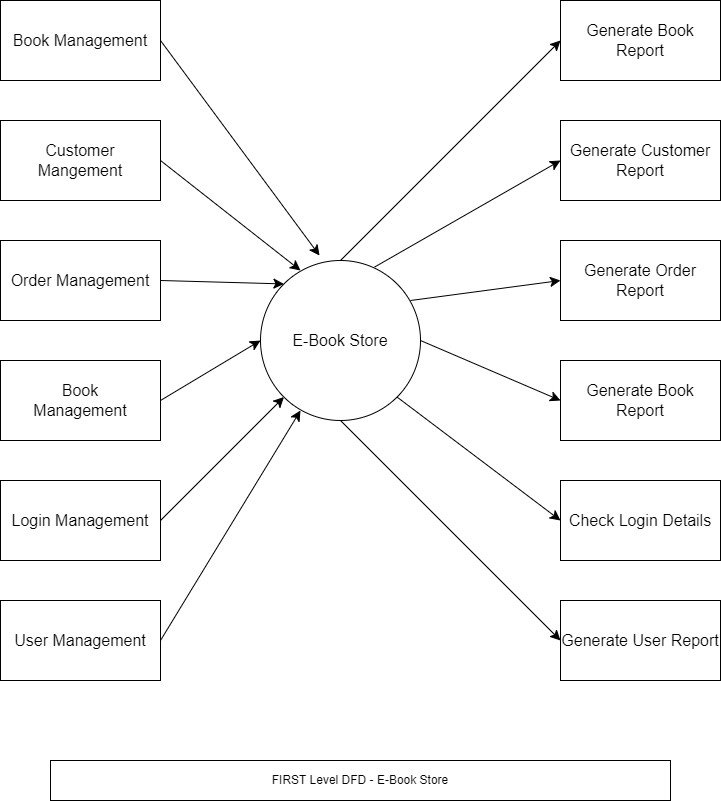 Book Management
Generate Book
Report
Customer
Mangement
Generate Customer
Report
Order Management
Generate Order
Report
E-Book Store
Book
Management
Generate Book
Report
Login Management
Check Login Details
User Management
Generate User Report
FIRST Level DFD - E-Book Store